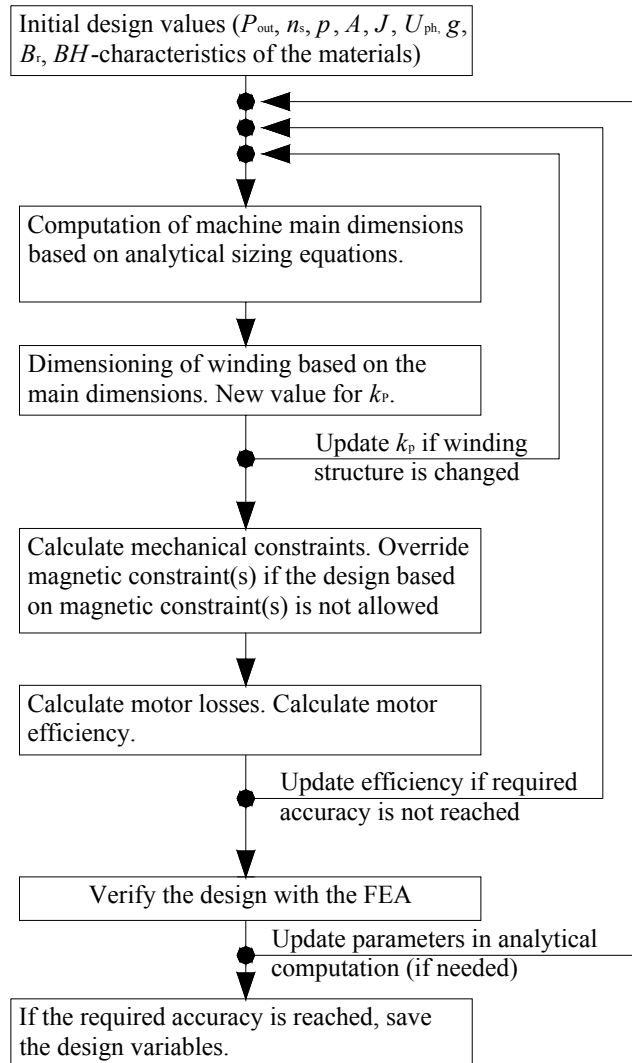 Initial design values (Pout, ns, p, A, J, Uph, g,
Br, BH-characteristics of the materials)
Computation of machine main dimensions
based on analytical sizing equations.
Dimensioning of winding based on the
main dimensions. New value for kP.
Update kp if winding
structure is changed
Calculate mechanical constraints. Override
magnetic constraint(s) if the design based
on magnetic constraint(s) is not allowed
Calculate motor losses. Calculate motor
efficiency.
Update efficiency if required
accuracy is not reached
Verify the design with the FEA
Update parameters in analytical
computation (if needed)
If the required accuracy is reached, save
the design variables.